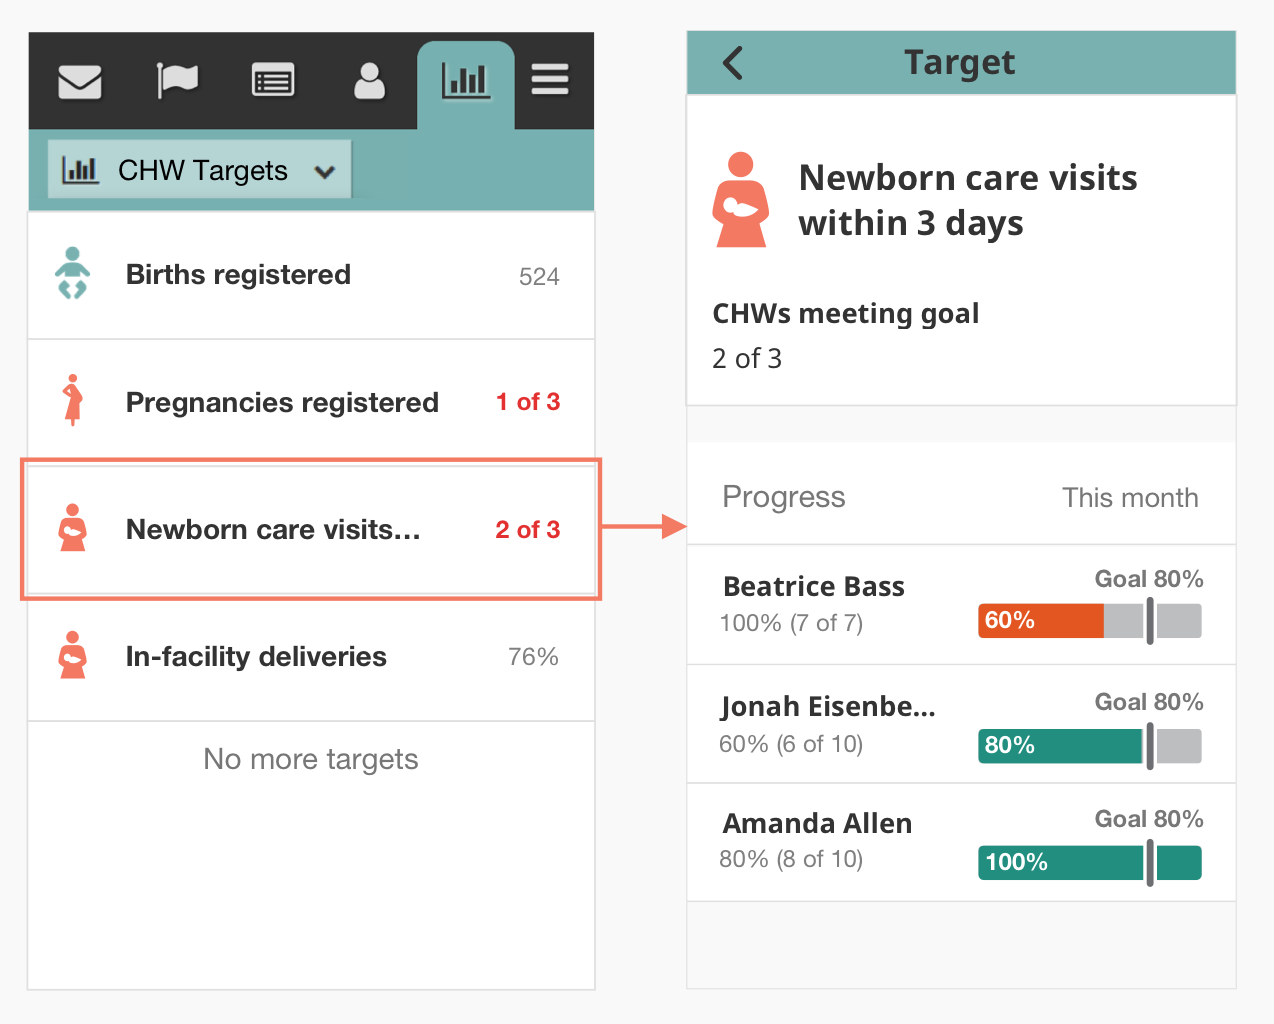 CHW Targets
Births registered 524
Pregnancies registered 1 of 3
Newborn care visits... 2 of 3
In-facility deliveries 76%
No more targets
Target
Newborn care visits
within 3 days
CHWs meeting goal
2 of 3
Progress This month
Beatrice Bass Goal 80%
100% (7 of 7) 60%
Jonah Eisenbe... Goal 80%
60% (6 of 10) 80%
Amanda Allen Goal 80%
80% (8 of 10) 100%